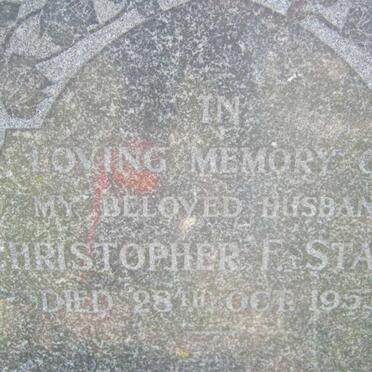 IN
LOVING MEMORY
MY BELOVED HUSBAN
CHRISTOPHER F. STA
DIED 28TH OCT. 195